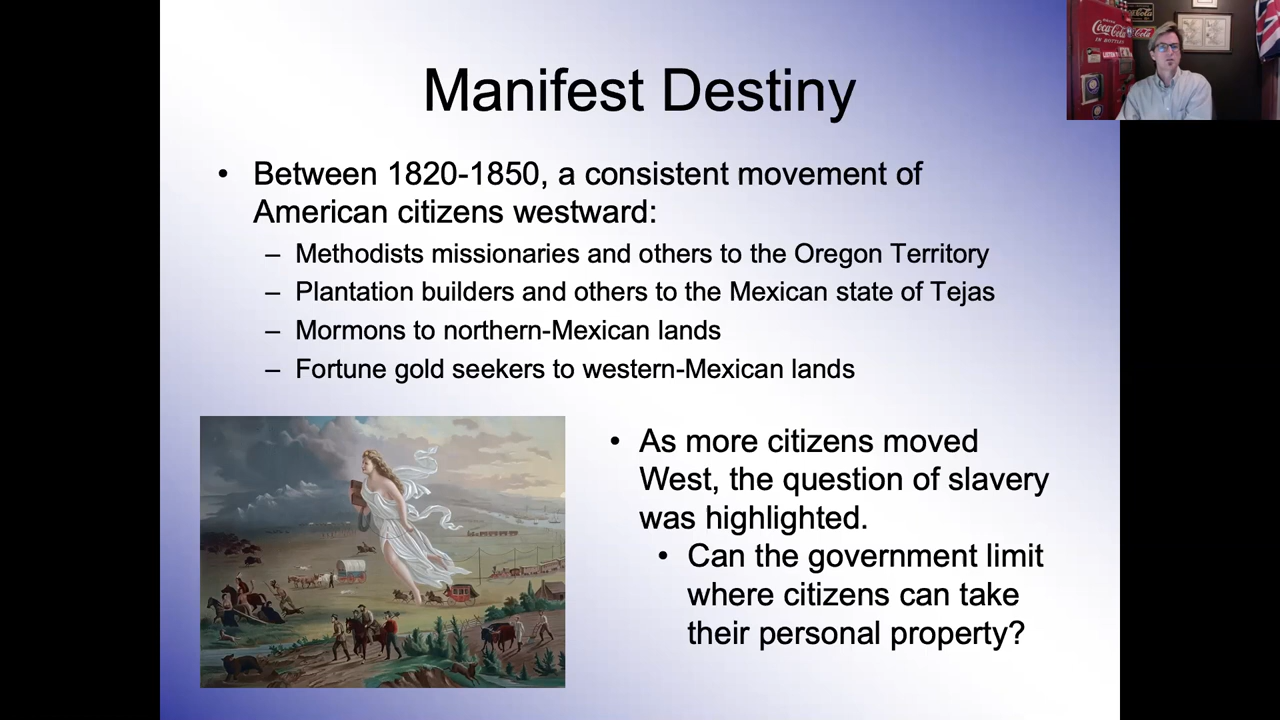 Manifest Destiny
• Between 1820-1850, a consistent movement of
American citizens westward:
– Methodists missionaries and others to the Oregon Territory
– Plantation builders and others to the Mexican state of Tejas
– Mormons to northern-Mexican lands
– Fortune gold seekers to western-Mexican lands
• As more citizens moved
West, the question of slavery
was highlighted.
• Can the government limit
where citizens can take
their personal property?
Coca-Cola
IN BOTTLES